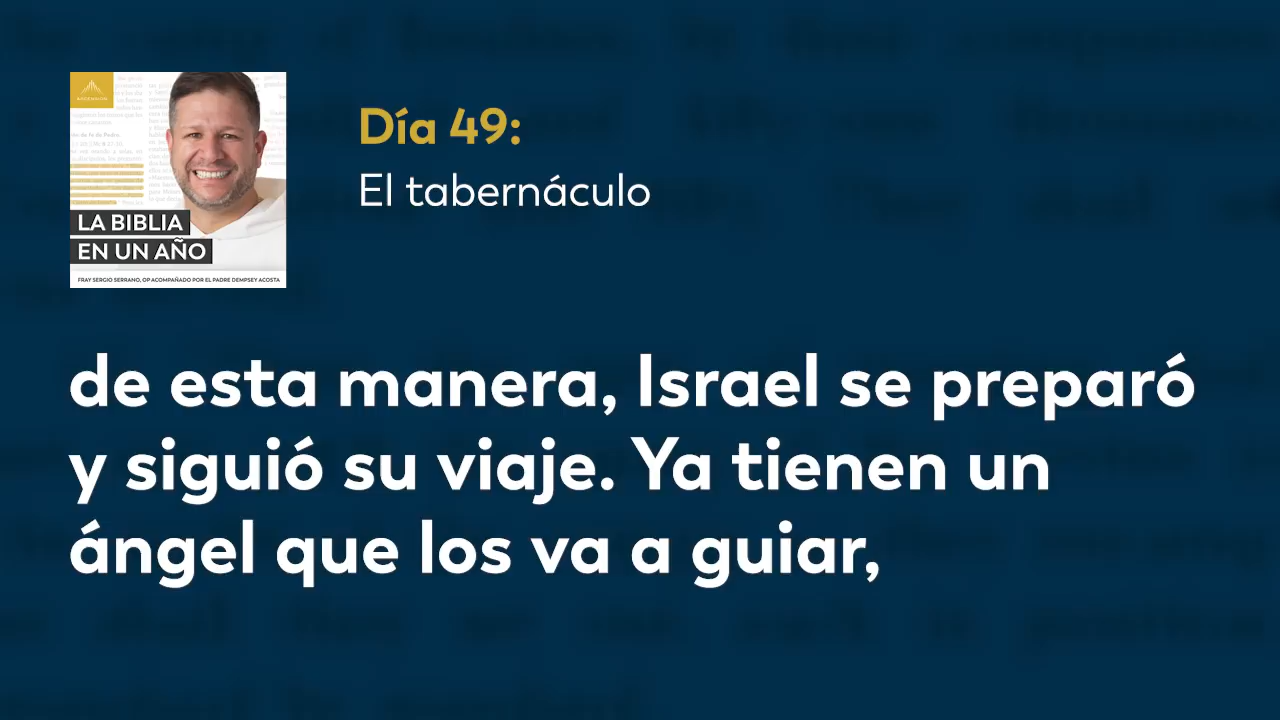 ASCENSION
LA BIBLIA
EN UN AÑO
FRAY SERGIO SERRANO, OP ACOMPAÑADO POR EL PADRE DEMPSEY ACOSTA
Día 49:
El tabernáculo
de esta manera, Israel se preparó
y siguió su viaje. Ya tienen un
ángel que los va a guiar,